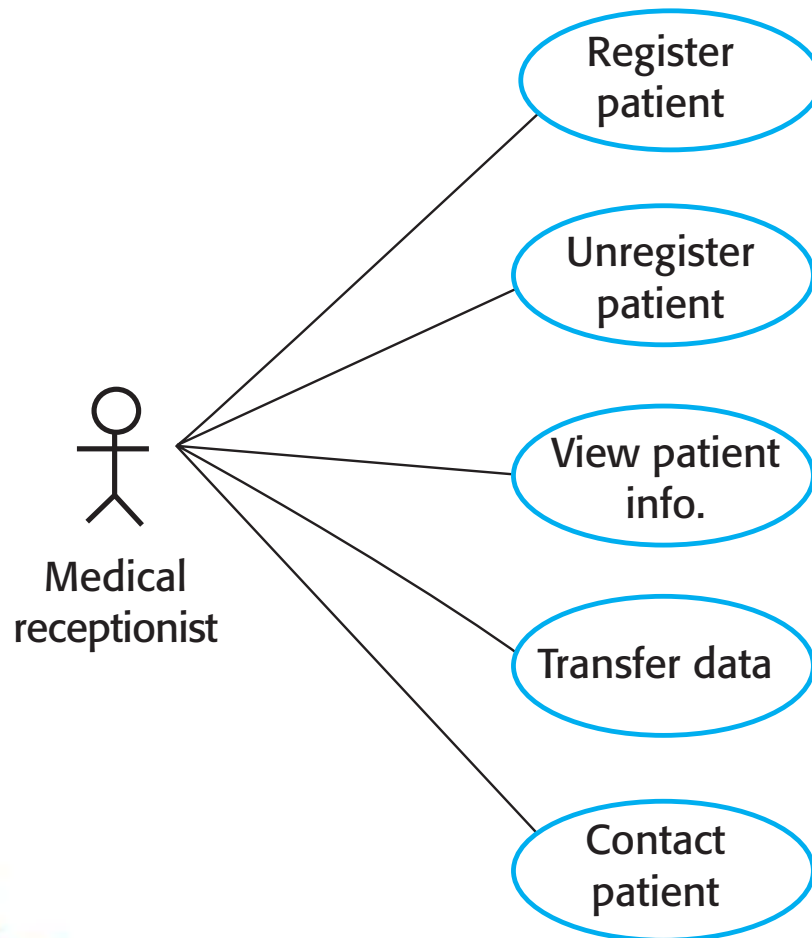 Register
patient
Unregister
patient
View patient
info.
Medical
receptionist
Transfer data
Contact
patient